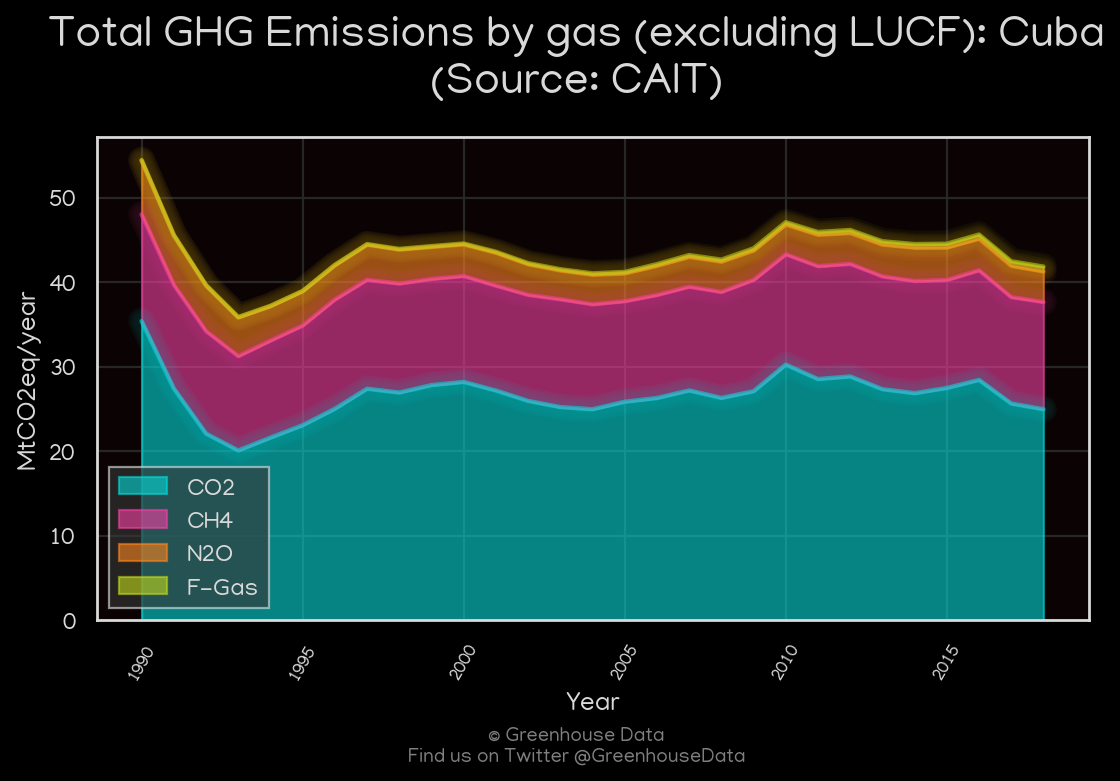 Total GHG Emissions by gas (excluding LUCF): Cuba
(Source: CAIT)
MtCO2eq/year
50
40
30
20
10
0
CO2
CH4
N2O
F-Gas
1990
1995
2000
2005
2010
2015
Year
© Greenhouse Data
Find us on Twitter @GreenhouseData